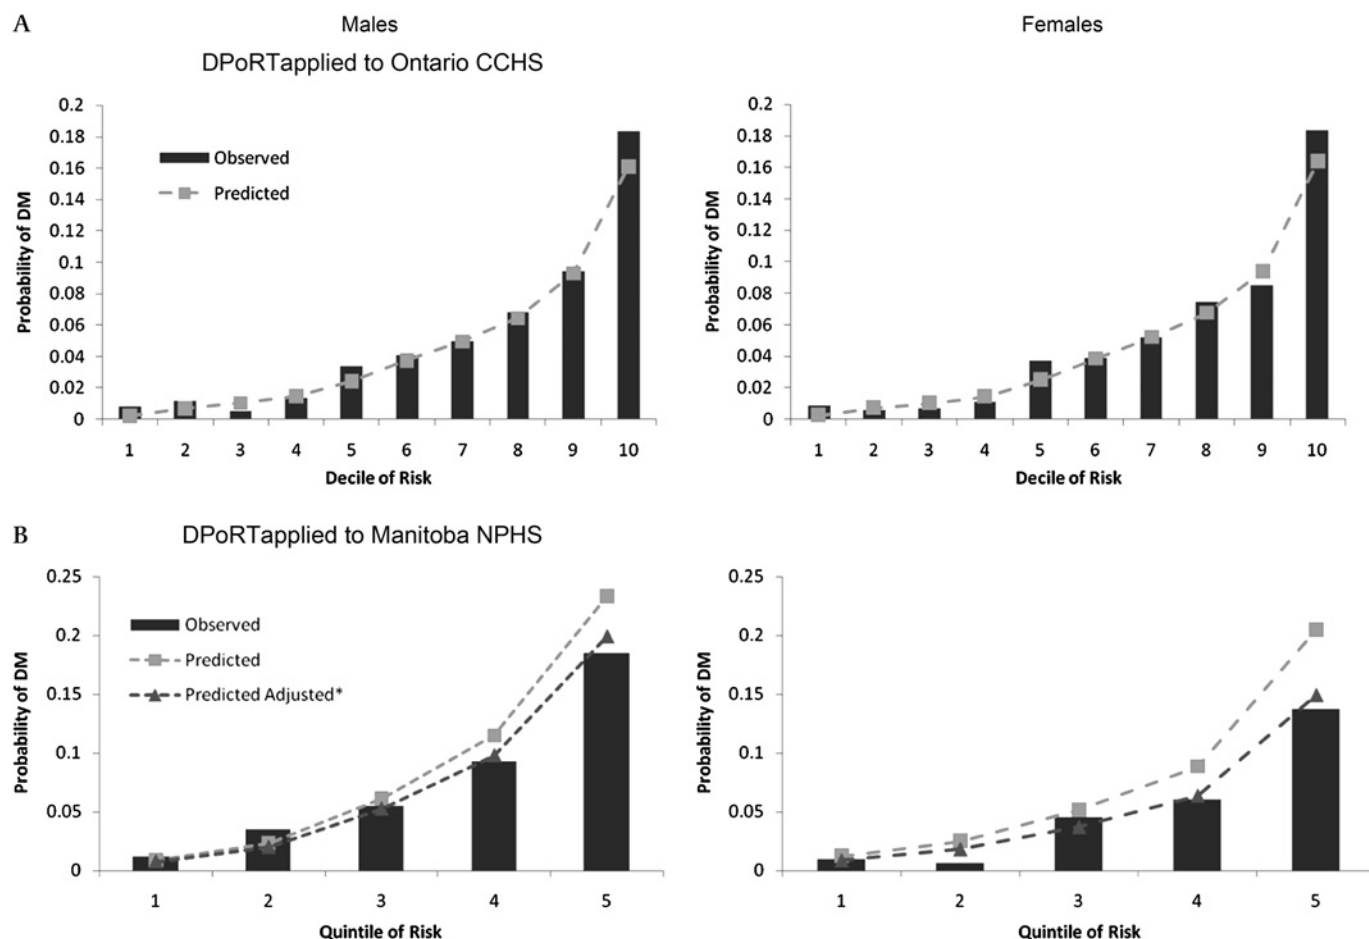 A
Males
Females
DPoRTapplied to Ontario CCHS
Probability of DM
0.2
0.18
0.16
0.14
0.12
0.1
0.08
0.06
0.04
0.02
0
Observed
Predicted
1 2 3 4 5 6 7 8 9 10
Decile of Risk
Probability of DM
0.2
0.18
0.16
0.14
0.12
0.1
0.08
0.06
0.04
0.02
0
1 2 3 4 5 6 7 8 9 10
Decile of Risk
B
DPoRTapplied to Manitoba NPHS
Probability of DM
0.25
0.2
0.15
0.1
0.05
0
Observed
Predicted
Predicted Adjusted*
1 2 3 4 5
Quintile of Risk
Probability of DM
0.25
0.2
0.15
0.1
0.05
0
1 2 3 4 5
Quintile of Risk